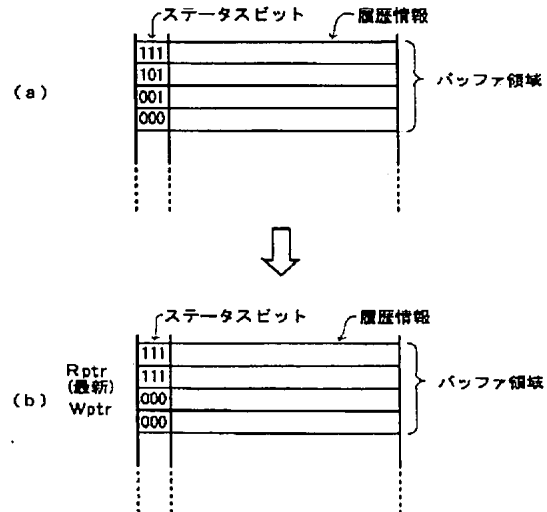 ステータスビット 履歴情報
(a)
111
101
001
000
バッファ領域
ステータスビット 履歴情報
(b)
Rptr
(最新)
Wptr
111
111
000
000
バッファ領域